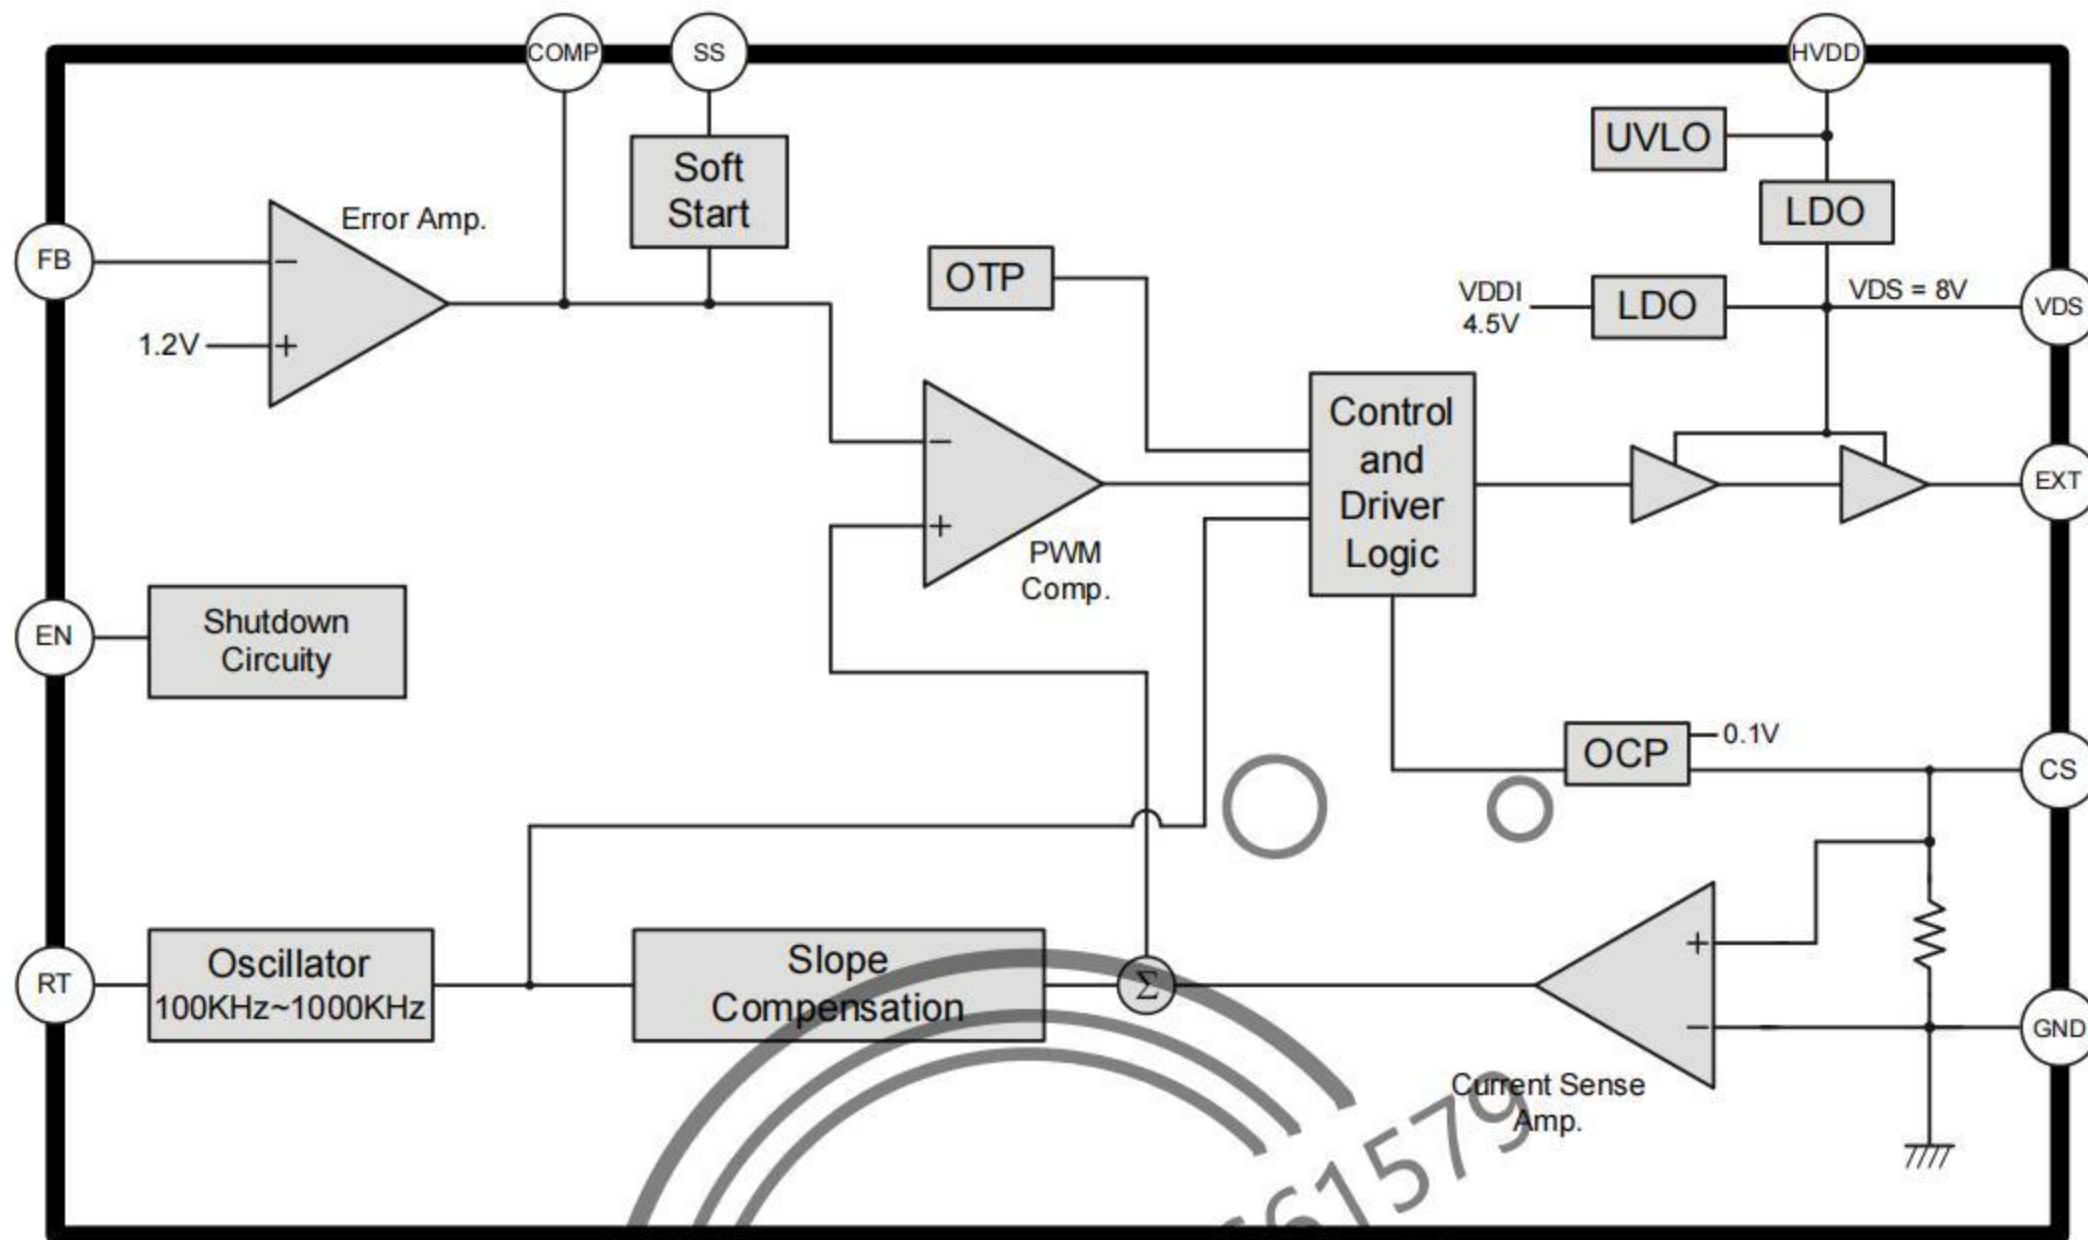 COMP
SS
HVDD
UVLO
Soft
Start
LDO
Error Amp.
FB
−
OTP
VDDI
4.5V
LDO
VDS = 8V
VDS
1.2V
+
Control
and
Driver
Logic
−
+
EXT
PWM
Comp.
EN
Shutdown
Circuity
OCP
0.1V
CS
RT
Oscillator
100KHz~1000KHz
Slope
Compensation
Σ
+
−
GND
Current Sense
Amp.
61579